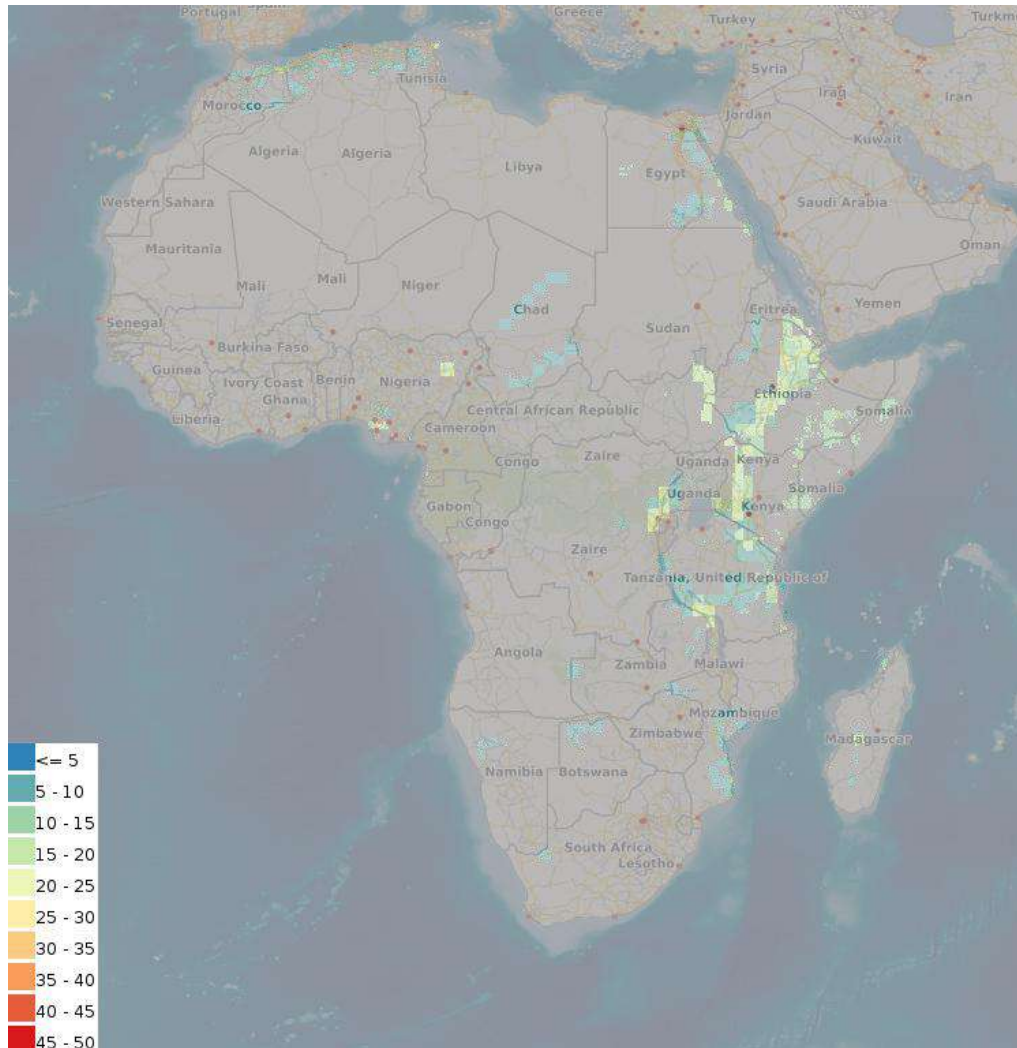 Portugal
Greece
Turkey
Turkm
Syria
Tunisia
Iraq
Iran
Morocco
Jordan
Kuwait
Algeria
Algeria
Libya
Egypt
Western Sahara
Saudi Arabia
Mauritania
Oman
Mali
Mali
Niger
Chad
Eritrea
Yemen
Senegal
Sudan
Burkina Faso
Guinea
Ivory Coast
Benin
Nigeria
Ethiopia
Ghana
Central African Republic
Somalia
Liberia
Cameroon
Congo
Zaire
Uganda
Kenya
Somalia
Uganda
Gabon
Kenya
Congo
Zaire
Tanzania, United Republic of
Angola
Zambia
Malawi
Mozambique
Zimbabwe
Madagascar
Namibia
Botswana
South Africa
Lesotho
<= 5
5 - 10
10 - 15
15 - 20
20 - 25
25 - 30
30 - 35
35 - 40
40 - 45
45 - 50